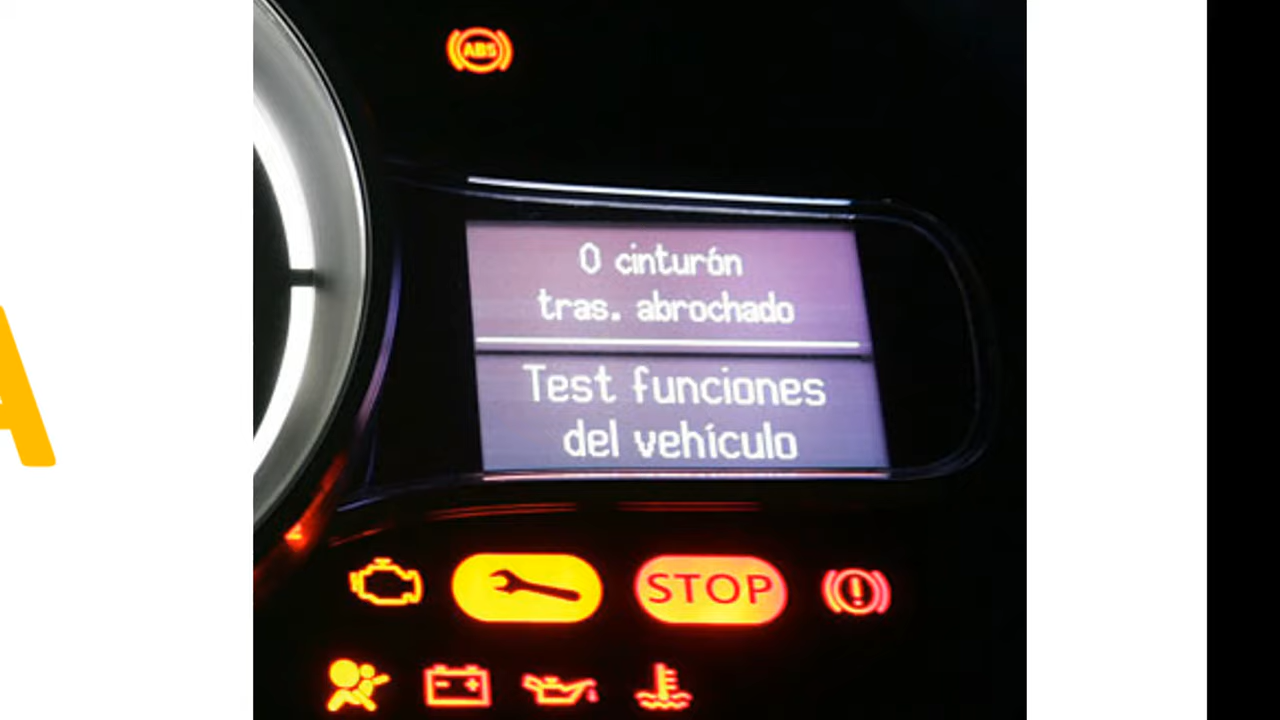 ABS
0 cinturón
tras. abrochado
Test funciones
del vehículo
STOP
A